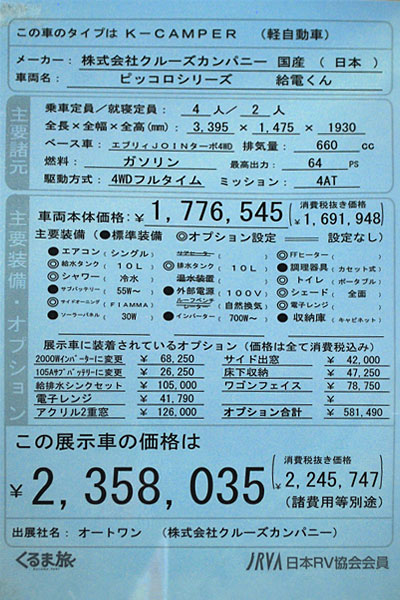 この車のタイプは K-CAMPER (軽自動車)
メーカー: 株式会社クルーズカンパニー 国産 (日本)
車両名: ピッコロシリーズ 給電くん
主要諸元
乗車定員/就寝定員: 4 人/ 2 人
全長×全幅×全高(mm): 3,395 × 1,475 × 1930
ベース車: エブリィJOINターボ4WD 排気量: 660 cc
燃料: ガソリン 最高出力: 64 PS
駆動方式: 4WDフルタイム ミッション: 4AT
主要装備・オプション
車両本体価格: ¥ 1,776,545 (消費税抜き価格 ¥ 1,691,948)
主要装備 (●標準装備 ◎オプション設定 ── 設定なし)
●エアコン (シングル) FFヒーター ( )
◎給水タンク ( 10L ) ◎排水タンク ( 10L ) ●調理器具 (カセット式)
◎シャワー ( 冷水 ) 温水装置 ◎トイレ (ポータブル)
●サブバッテリー ( 55W~ ) ●外部電源 (100V) ◎シェード ( 全面 )
◎サイドオーニング (FIAMMA) ルーフベンチ (自然換気) ◎電子レンジ ( )
◎ソーラーパネル ( 30W ) ◎インバーター (700W~) ●収納庫 (キャビネット)
展示車に装着されているオプション (価格は全て消費税込み)
2000Wインバーターに変更 ¥ 68,250 サイド出窓 ¥ 42,000
105Aサブバッテリーに変更 ¥ 26,250 床下収納 ¥ 47,250
給排水シンクセット ¥ 105,000 ワゴンフェイス ¥ 78,750
電子レンジ ¥ 41,790
アクリル2重窓 ¥ 126,000 オプション合計 ¥ 581,490
この展示車の価格は
¥ 2,358,035 (消費税抜き価格 ¥ 2,245,747)
(諸費用等別途)
出展社名: オートワン (株式会社クルーズカンパニー)
くるま旅 JRVA 日本RV協会会員